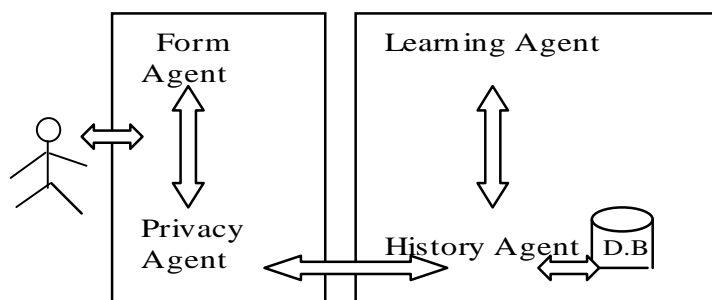 Form
Agent
Learning Agent
Privacy
Agent
History Agent
D.B